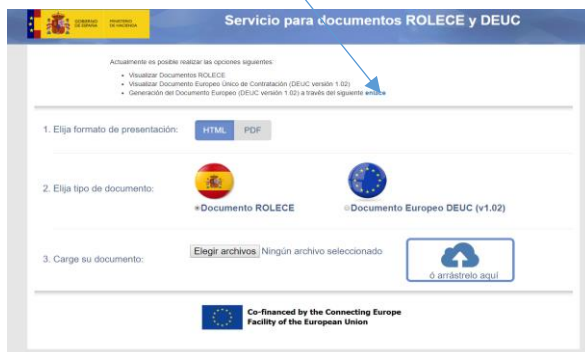 GOBIERNO DE ESPAÑA
MINISTERIO DE HACIENDA
Servicio para documentos ROLECE y DEUC
Actualmente es posible realizar las opciones siguientes:
• Visualizar Documentos ROLECE
• Visualizar Documento Europeo Único de Contratación (DEUC versión 1.02)
• Generación del Documento Europeo (DEUC versión 1.02) a través del siguiente enlace
1. Elija formato de presentación:
HTML PDF
2. Elija tipo de documento:
Documento ROLECE
Documento Europeo DEUC (v1.02)
3. Carge su documento:
Elegir archivos Ningún archivo seleccionado
ó arrástrelo aquí
Co-financed by the Connecting Europe
Facility of the European Union